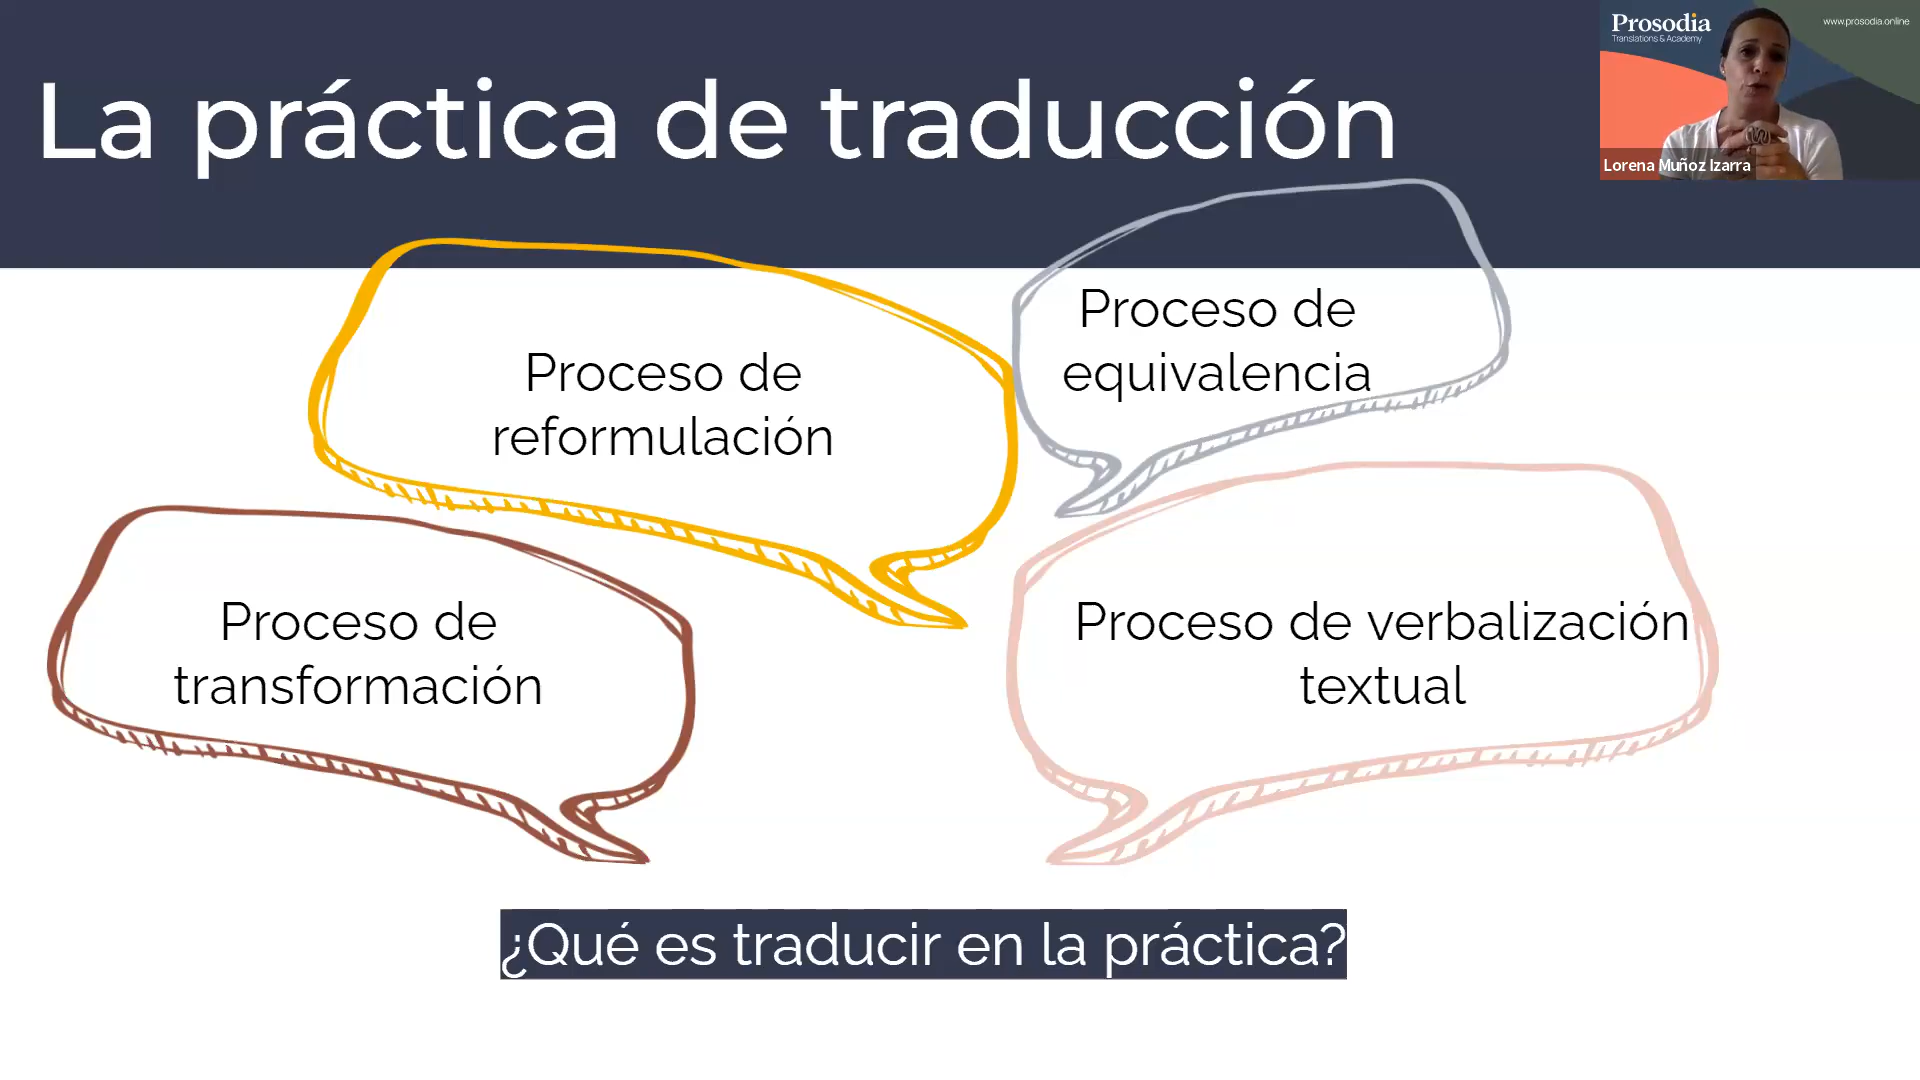 La práctica de traducción
Prosodia
Translations & Academy
www.prosodia.online
Lorena Muñoz Izarra
Proceso de
equivalencia
Proceso de
reformulación
Proceso de
transformación
Proceso de verbalización
textual
¿Qué es traducir en la práctica?